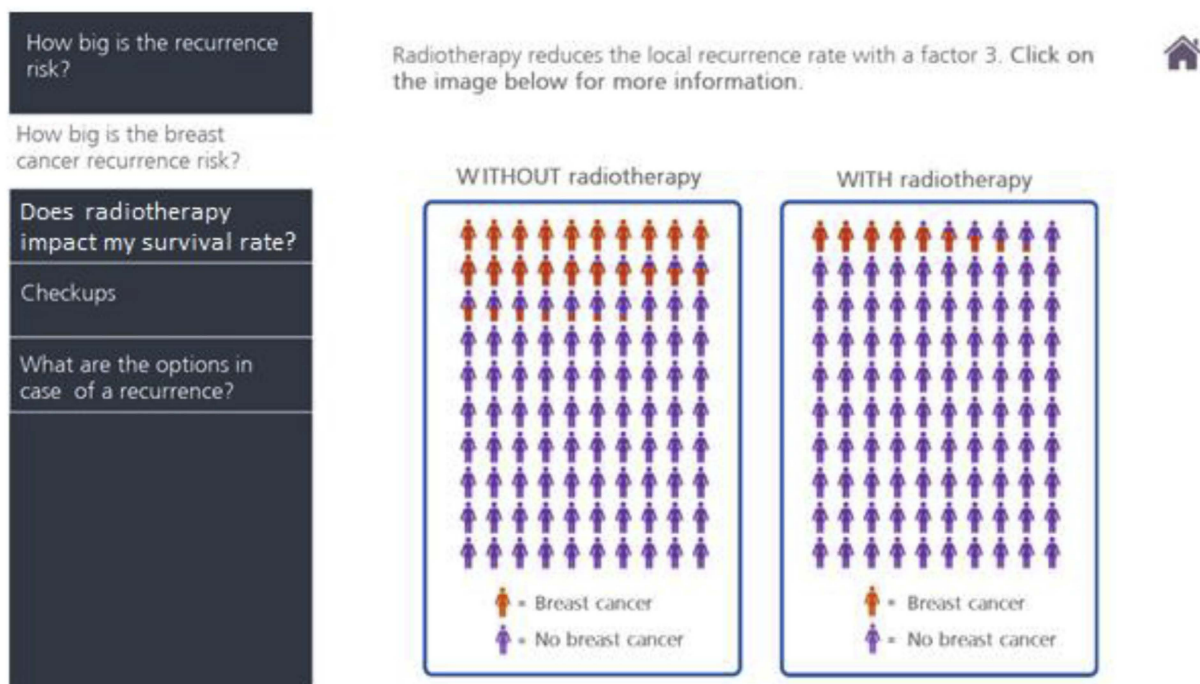 How big is the recurrence
risk?
How big is the breast
cancer recurrence risk?
Does radiotherapy
impact my survival rate?
Checkups
What are the options in
case of a recurrence?
Radiotherapy reduces the local recurrence rate with a factor 3. Click on
the image below for more information.
WITHOUT radiotherapy
= Breast cancer
= No breast cancer
WITH radiotherapy
= Breast cancer
= No breast cancer